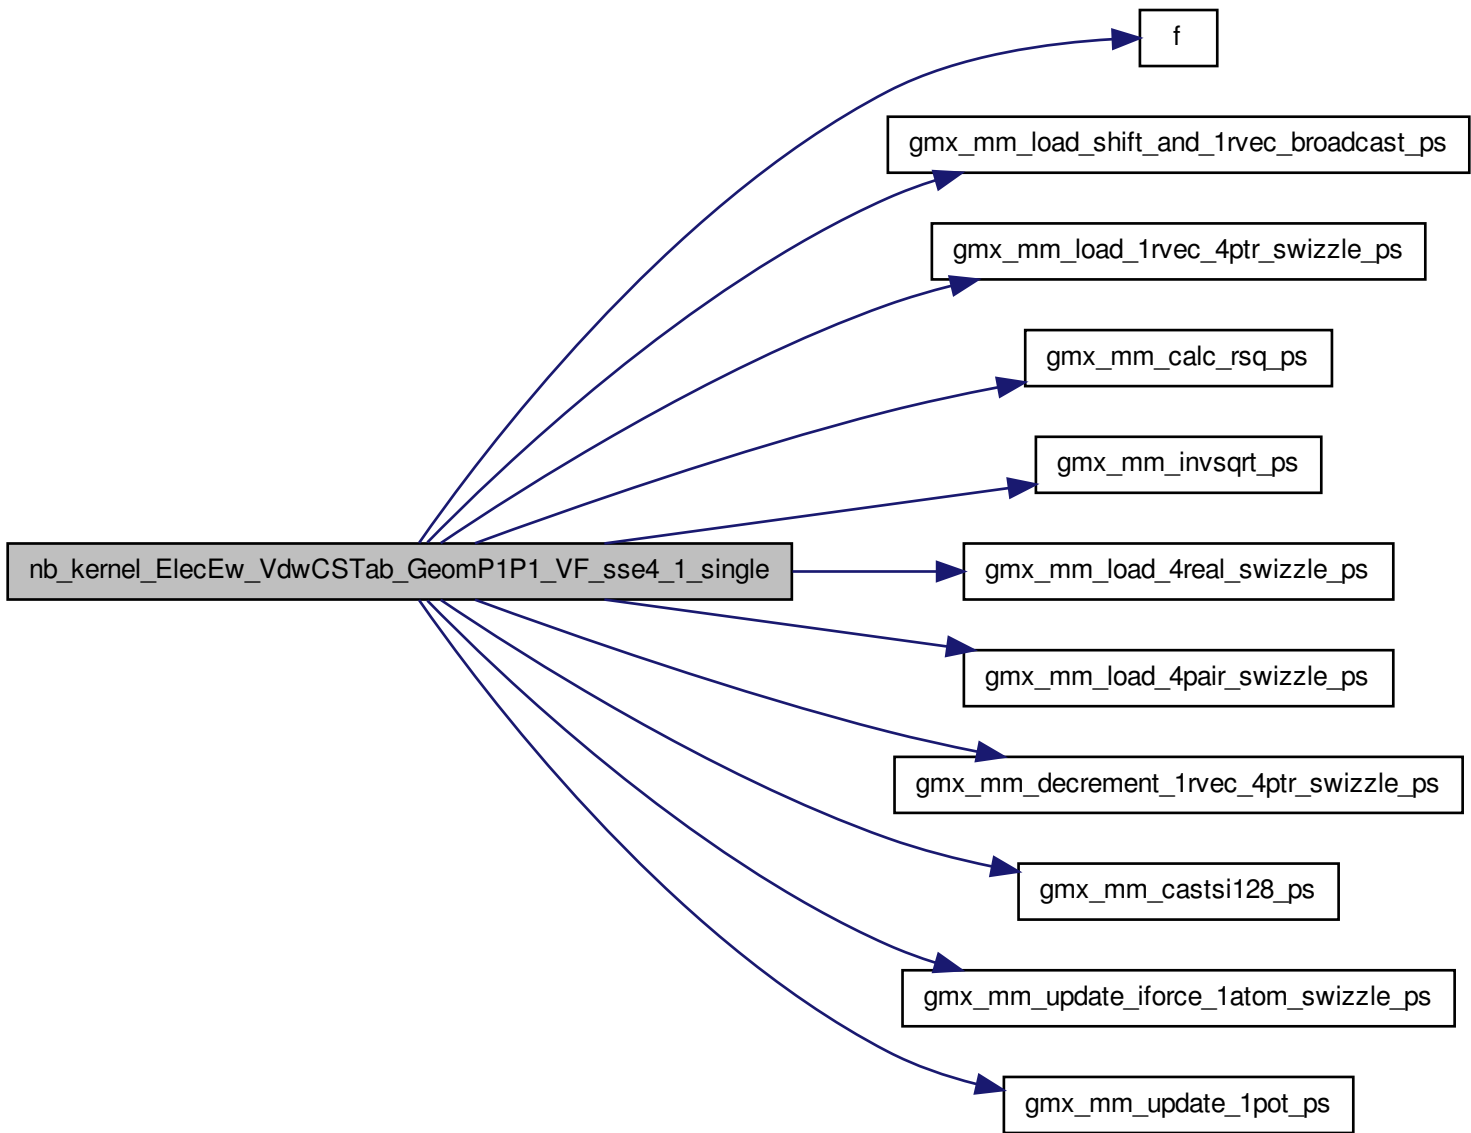 f
gmx_mm_load_shift_and_1rvec_broadcast_ps
gmx_mm_load_1rvec_4ptr_swizzle_ps
gmx_mm_calc_rsq_ps
gmx_mm_invsqrt_ps
nb_kernel_ElecEw_VdwCSTab_GeomP1P1_VF_sse4_1_single
gmx_mm_load_4real_swizzle_ps
gmx_mm_load_4pair_swizzle_ps
gmx_mm_decrement_1rvec_4ptr_swizzle_ps
gmx_mm_castsi128_ps
gmx_mm_update_iforce_1atom_swizzle_ps
gmx_mm_update_1pot_ps